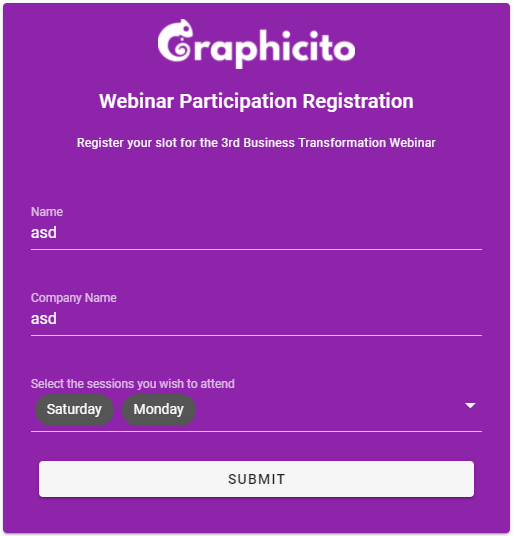 Graphicito
Webinar Participation Registration
Register your slot for the 3rd Business Transformation Webinar
Name
asd
Company Name
asd
Select the sessions you wish to attend
Saturday Monday
SUBMIT